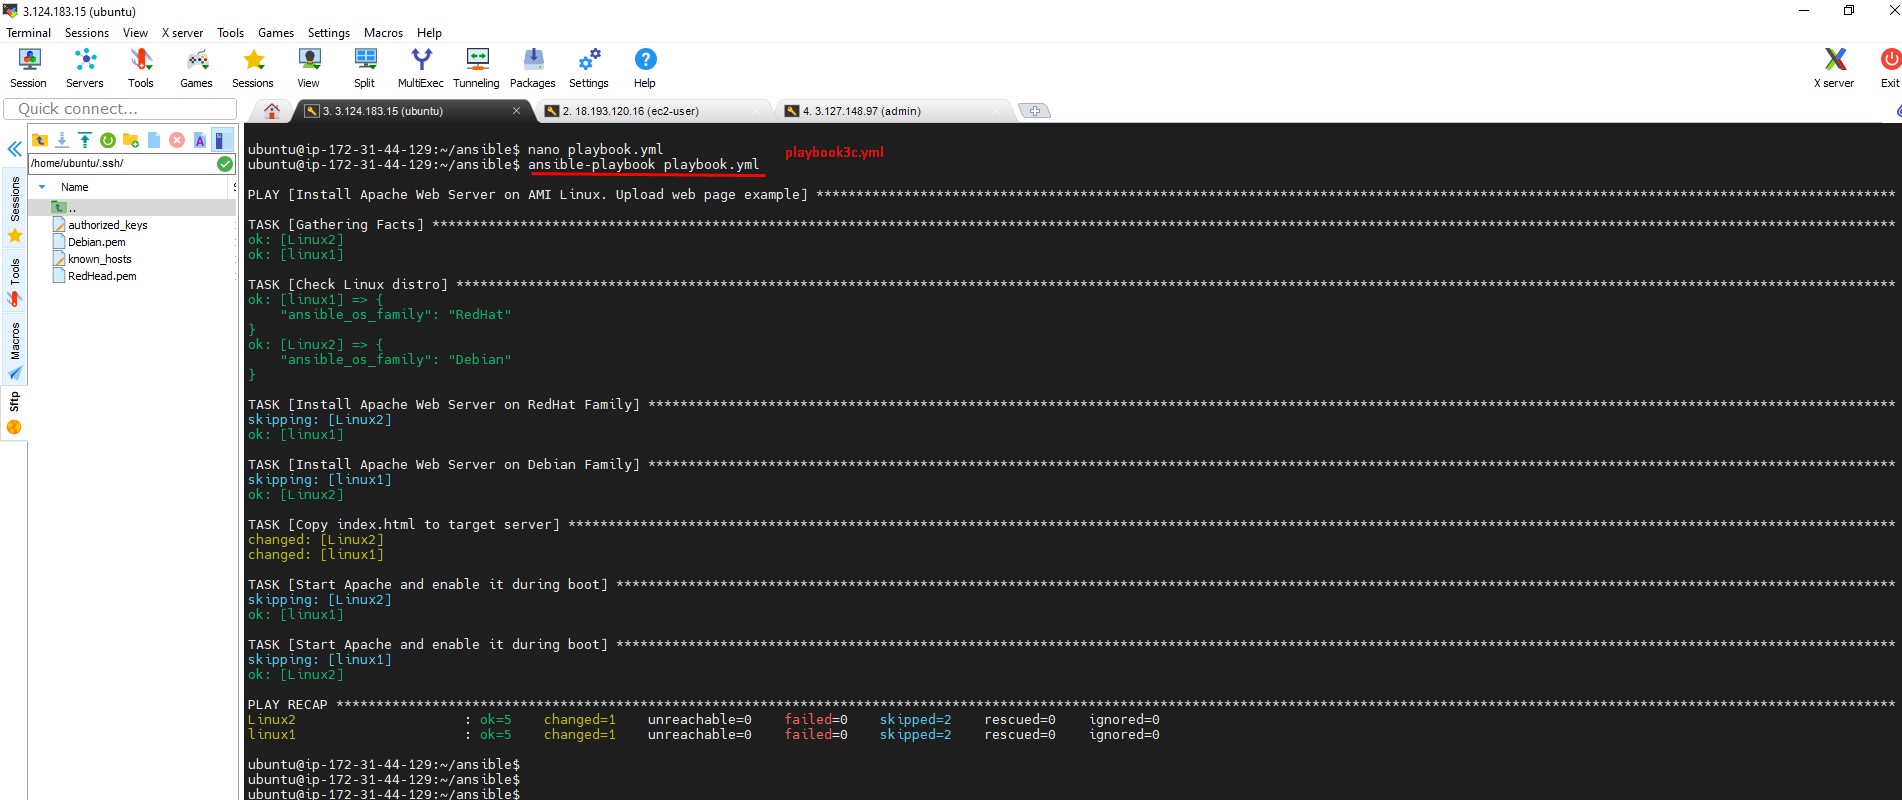 3.124.183.15 (ubuntu)
Terminal Sessions View X server Tools Games Settings Macros Help
Session Servers Tools Games Sessions View Split MultiExec Tunneling Packages Settings Help X server Exit
Quick connect...
3. 3.124.183.15 (ubuntu)
2. 18.193.120.16 (ec2-user)
4. 3.127.148.97 (admin)
/home/ubuntu/.ssh/
Name
..
authorized_keys
Debian.pem
known_hosts
RedHead.pem
Sessions
Tools
Macros
Sftp
ubuntu@ip-172-31-44-129:~/ansible$ nano playbook.yml
playbook3c.yml
ubuntu@ip-172-31-44-129:~/ansible$ ansible-playbook playbook.yml
PLAY [Install Apache Web Server on AMI Linux. Upload web page example] ***
TASK [Gathering Facts] ***
ok: [Linux2]
ok: [linux1]
TASK [Check Linux distro] ***
ok: [linux1] => {
"ansible_os_family": "RedHat"
}
ok: [Linux2] => {
"ansible_os_family": "Debian"
}
TASK [Install Apache Web Server on RedHat Family] ***
skipping: [Linux2]
ok: [linux1]
TASK [Install Apache Web Server on Debian Family] ***
skipping: [linux1]
ok: [Linux2]
TASK [Copy index.html to target server] ***
changed: [Linux2]
changed: [linux1]
TASK [Start Apache and enable it during boot] ***
skipping: [Linux2]
ok: [linux1]
TASK [Start Apache and enable it during boot] ***
skipping: [linux1]
ok: [Linux2]
PLAY RECAP ***
Linux2 : ok=5 changed=1 unreachable=0 failed=0 skipped=2 rescued=0 ignored=0
linux1 : ok=5 changed=1 unreachable=0 failed=0 skipped=2 rescued=0 ignored=0
ubuntu@ip-172-31-44-129:~/ansible$
ubuntu@ip-172-31-44-129:~/ansible$
ubuntu@ip-172-31-44-129:~/ansible$